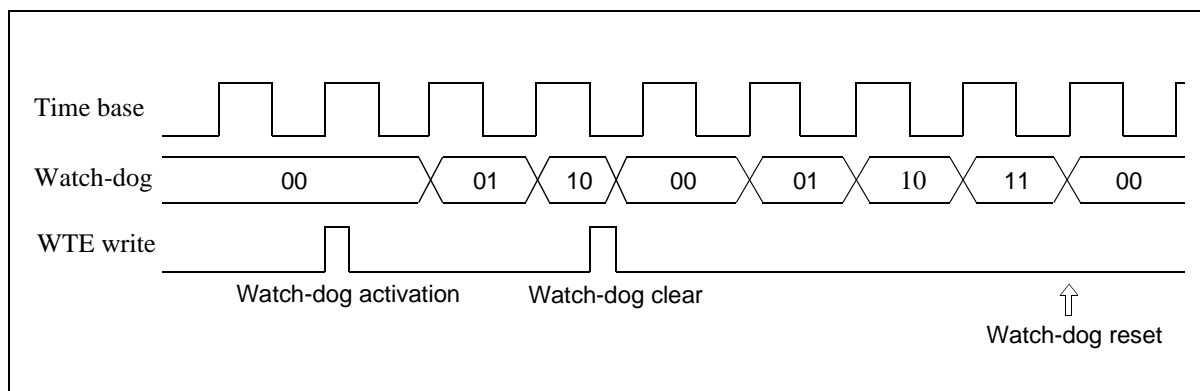 Time base
Watch-dog 00 01 10 00 01 10 11 00
WTE write
Watch-dog activation Watch-dog clear
Watch-dog reset